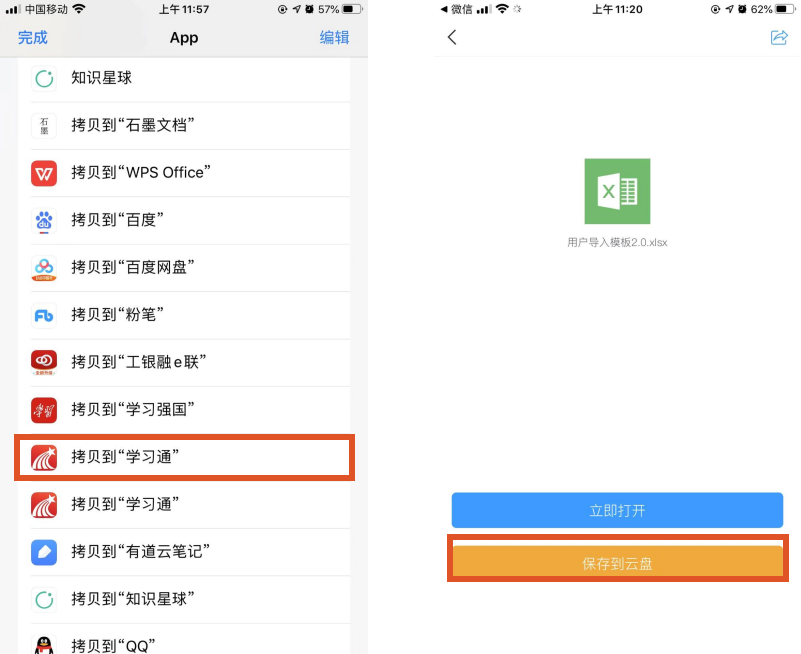 中国移动
上午11:57
57%
完成
App
编辑
知识星球
石墨
拷贝到“石墨文档”
拷贝到“WPS Office”
du
拷贝到“百度”
拷贝到“百度网盘”
拷贝到“粉笔”
拷贝到“工银融e联”
学习
拷贝到“学习强国”
拷贝到“学习通”
拷贝到“学习通”
拷贝到“有道云笔记”
拷贝到“知识星球”
拷贝到“QQ”
微信
上午11:20
62%
X
用户导入模板2.0.xlsx
立即打开
保存到云盘